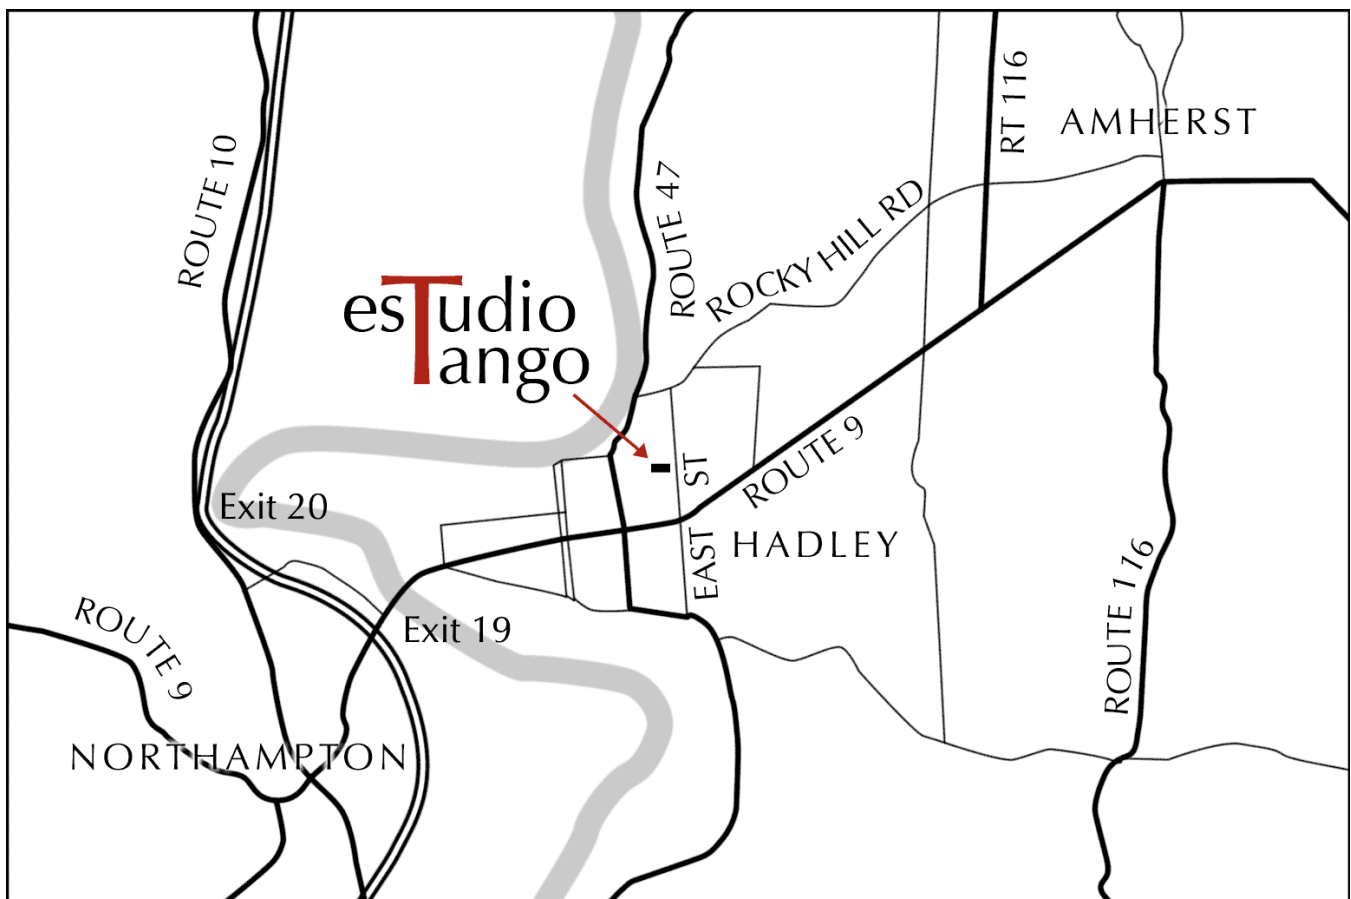 ROUTE 10
ROUTE 47
RT 116
AMHERST
ROCKY HILL RD
esTudio
Tango
ROUTE 9
EAST ST
HADLEY
Exit 20
Exit 19
ROUTE 116
ROUTE 9
NORTHAMPTON